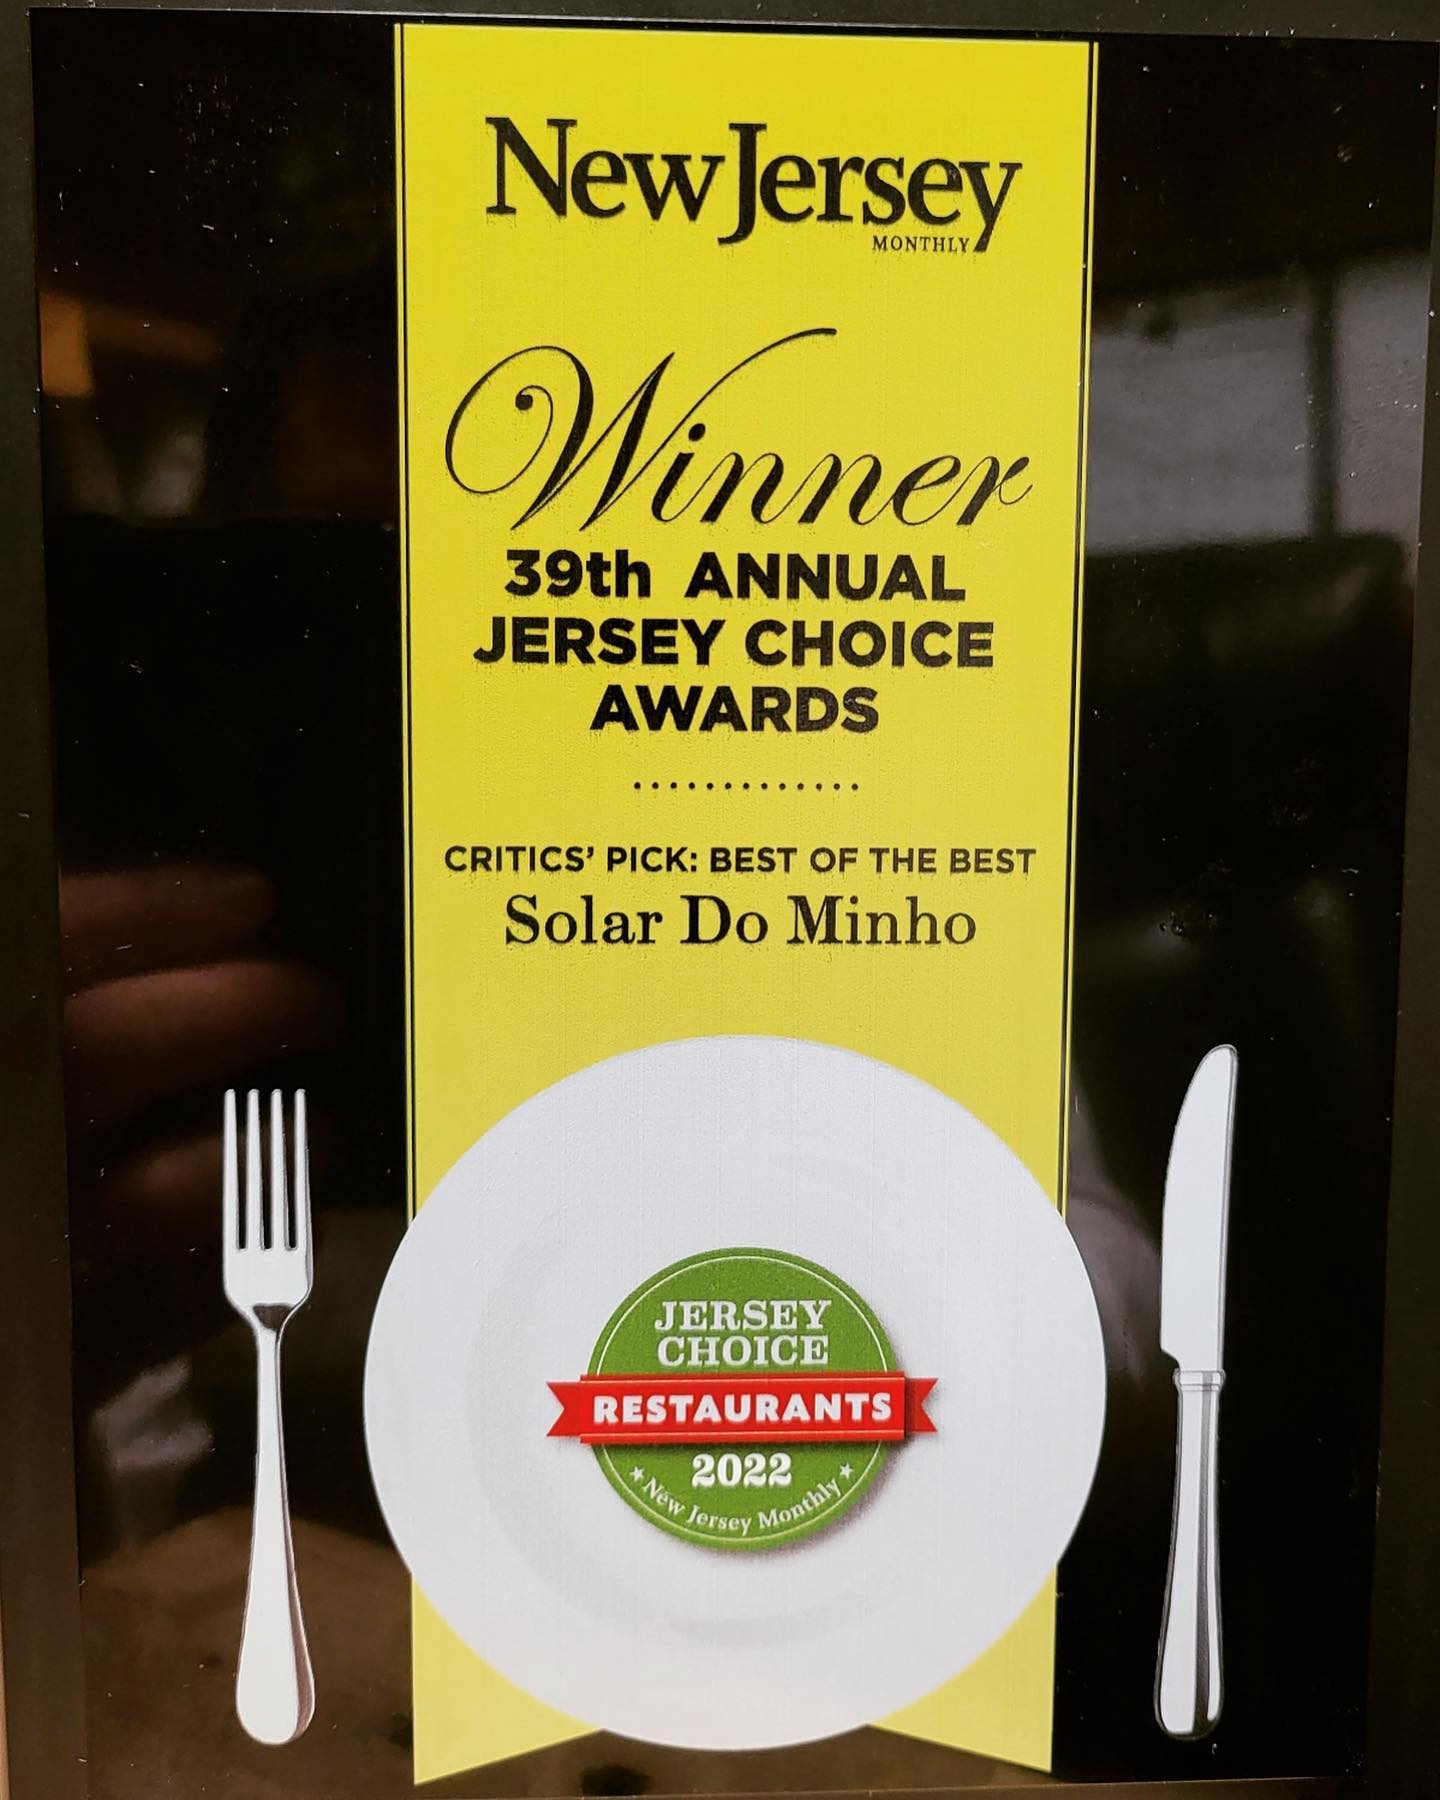 New Jersey
MONTHLY
Winner
39th ANNUAL
JERSEY CHOICE
AWARDS
.............
CRITICS' PICK: BEST OF THE BEST
Solar Do Minho
JERSEY
CHOICE
RESTAURANTS
2022
★ New Jersey Monthly ★